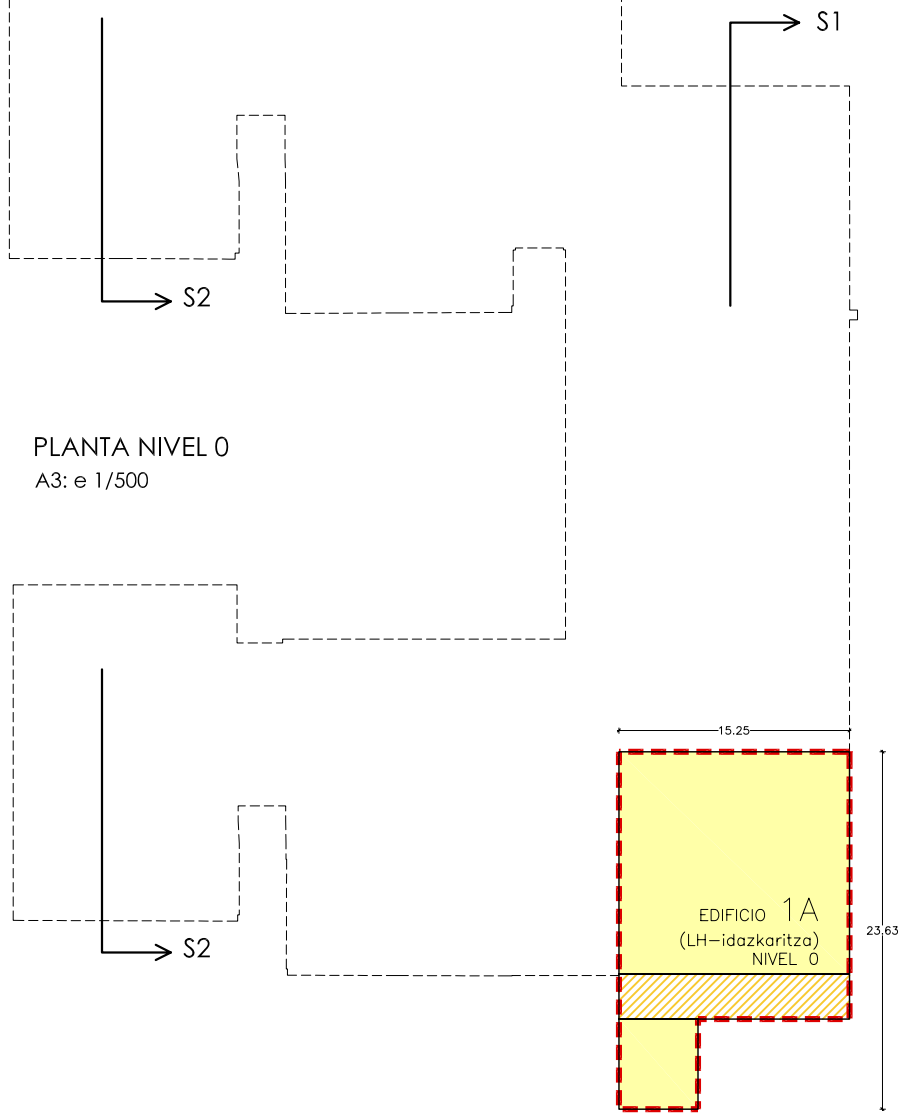 S1
S2
PLANTA NIVEL 0
A3: e 1/500
15.25
EDIFICIO 1A
(LH-idazkaritza)
NIVEL 0
23.63
S2